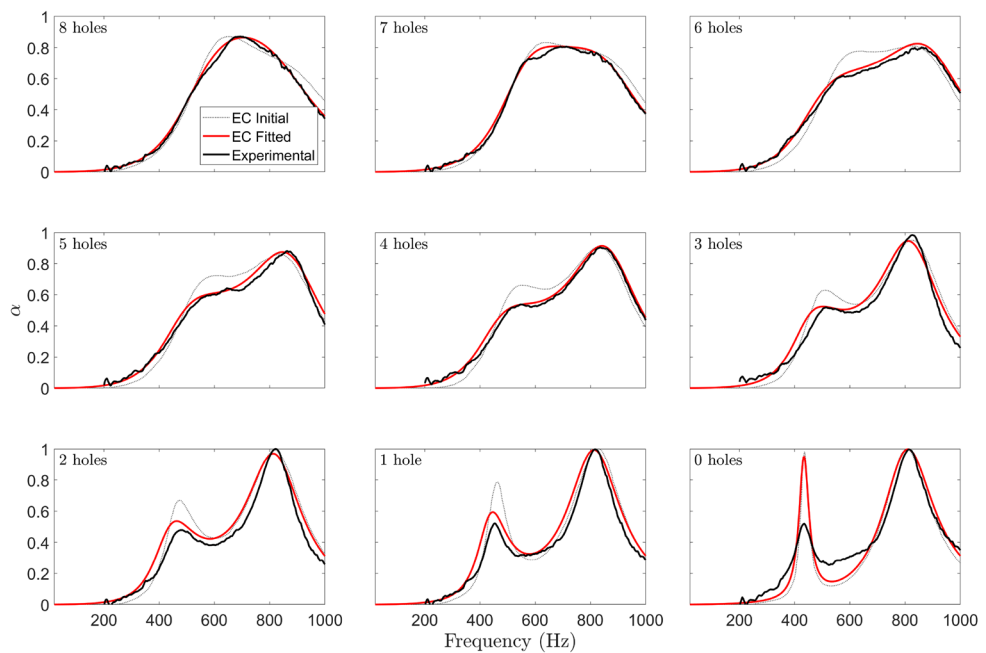 8 holes
7 holes
6 holes
1
0.8
0.6
0.4
0.2
0
EC Initial
EC Fitted
Experimental
5 holes
4 holes
3 holes
1
0.8
0.6
0.4
0.2
0
α
2 holes
1 hole
0 holes
1
0.8
0.6
0.4
0.2
0
200 400 600 800 1000
200 400 600 800 1000
200 400 600 800 1000
Frequency (Hz)